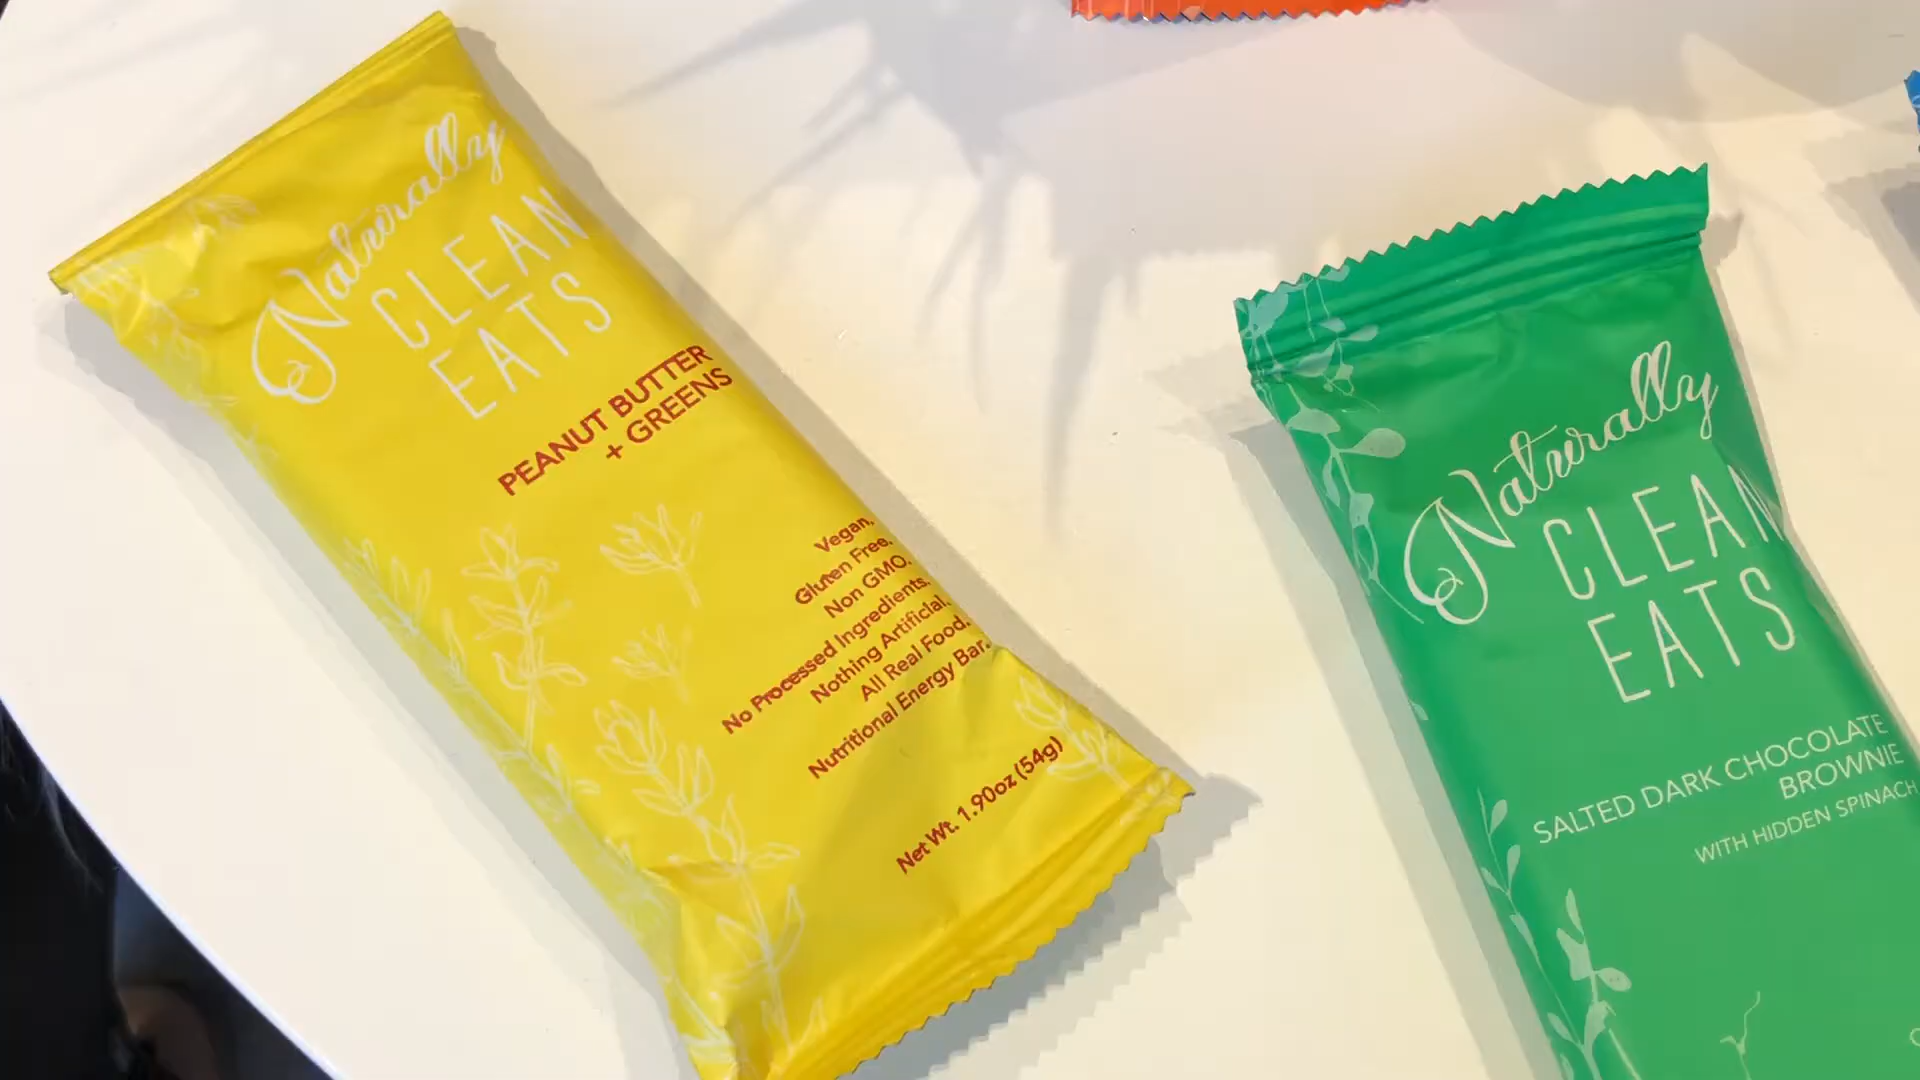 Naturally
CLEAN
EATS
PEANUT BUTTER
+ GREENS
Vegan,
Gluten Free,
Non GMO.
No Processed Ingredients.
Nothing Artificial.
All Real Food.
Nutritional Energy Bar.
Net Wt. 1.90oz (54g)
Naturally
CLEAN
EATS
SALTED DARK CHOCOLATE
BROWNIE
WITH HIDDEN SPINACH